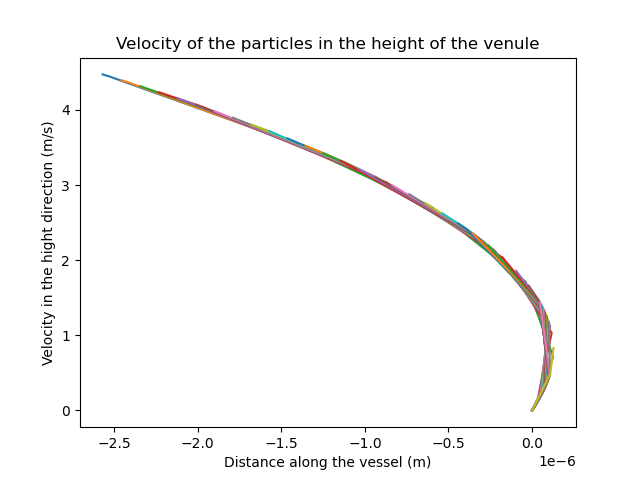 Velocity of the particles in the height of the venule
Velocity in the hight direction (m/s)
4
3
2
1
0
−2.5 −2.0 −1.5 −1.0 −0.5 0.0
1e−6
Distance along the vessel (m)